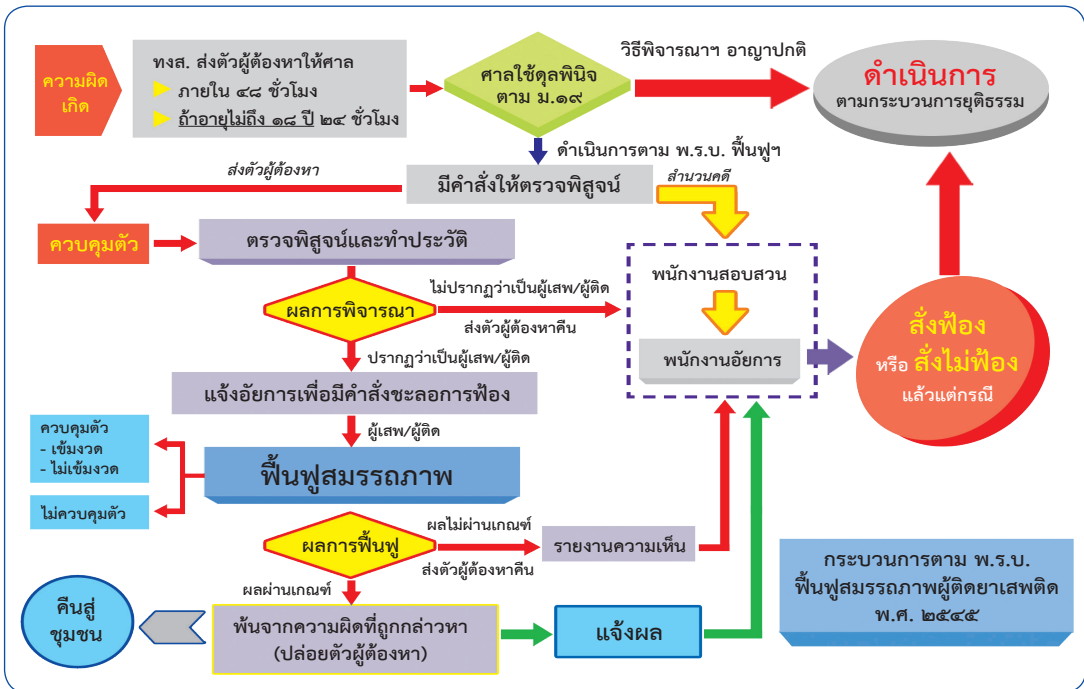 ความผิด
เกิด
ทงส. ส่งตัวผู้ต้องหาให้ศาล
ภายใน ๔๘ ชั่วโมง
ถ้าอายุไม่ถึง ๑๘ ปี ๒๔ ชั่วโมง
ศาลใช้ดุลพินิจ
ตาม ม.๑๙
วิธีพิจารณาฯ อาญาปกติ
ดำเนินการ
ตามกระบวนการยุติธรรม
ดำเนินการตาม พ.ร.บ. ฟื้นฟูฯ
ส่งตัวผู้ต้องหา
มีคำสั่งให้ตรวจพิสูจน์
สำนวนคดี
ควบคุมตัว
ตรวจพิสูจน์และทำประวัติ
พนักงานสอบสวน
ไม่ปรากฏว่าเป็นผู้เสพ/ผู้ติด
ผลการพิจารณา
ส่งตัวผู้ต้องหาคืน
พนักงานอัยการ
สั่งฟ้อง
หรือ สั่งไม่ฟ้อง
แล้วแต่กรณี
ปรากฏว่าเป็นผู้เสพ/ผู้ติด
แจ้งอัยการเพื่อมีคำสั่งชะลอการฟ้อง
ผู้เสพ/ผู้ติด
ควบคุมตัว
- เข้มงวด
- ไม่เข้มงวด
ฟื้นฟูสมรรถภาพ
ไม่ควบคุมตัว
ผลไม่ผ่านเกณฑ์
ผลการฟื้นฟู
รายงานความเห็น
ส่งตัวผู้ต้องหาคืน
ผลผ่านเกณฑ์
กระบวนการตาม พ.ร.บ.
ฟื้นฟูสมรรถภาพผู้ติดยาเสพติด
พ.ศ. ๒๕๔๕
คืนสู่
ชุมชน
พ้นจากความผิดที่ถูกกล่าวหา
(ปล่อยตัวผู้ต้องหา)
แจ้งผล